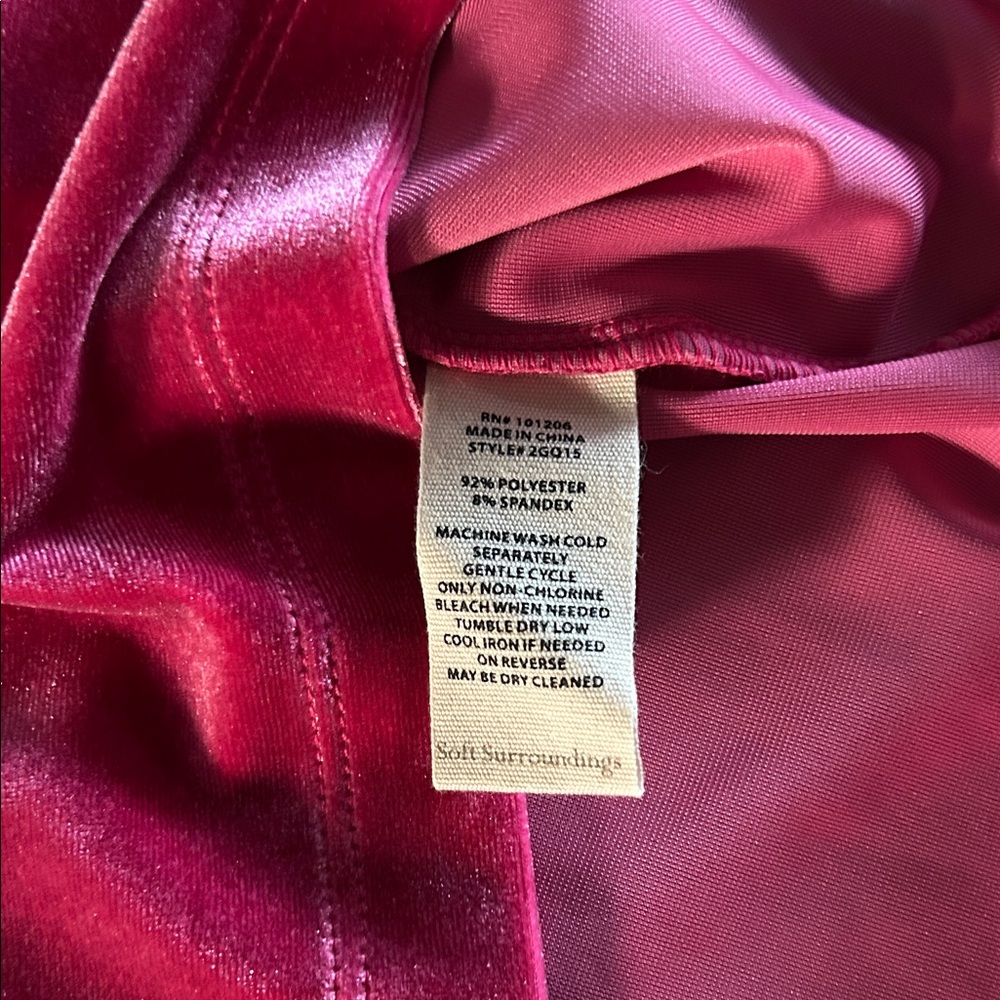 RN# 101206
MADE IN CHINA
STYLE# 2GQ15
92% POLYESTER
8% SPANDEX
MACHINE WASH COLD
SEPARATELY
GENTLE CYCLE
ONLY NON-CHLORINE
BLEACH WHEN NEEDED
TUMBLE DRY LOW
COOL IRON IF NEEDED
ON REVERSE
MAY BE DRY CLEANED
Soft Surroundings